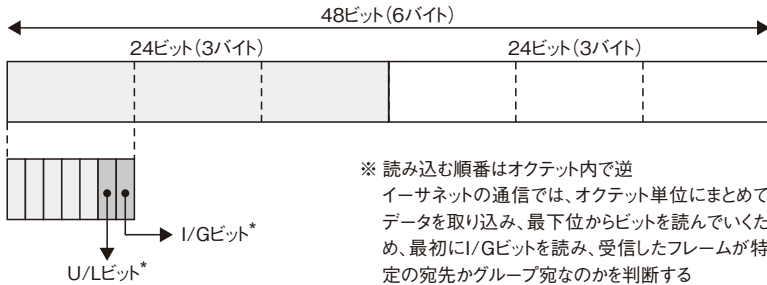 48ビット(6バイト)
24ビット(3バイト)
24ビット(3バイト)
※ 読み込む順番はオクテット内で逆
イーサネットの通信では、オクテット単位にまとめて
データを取り込み、最下位からビットを読んでいくた
め、最初にI/Gビットを読み、受信したフレームが特
定の宛先かグループ宛なのかを判断する
I/Gビット*
U/Lビット*